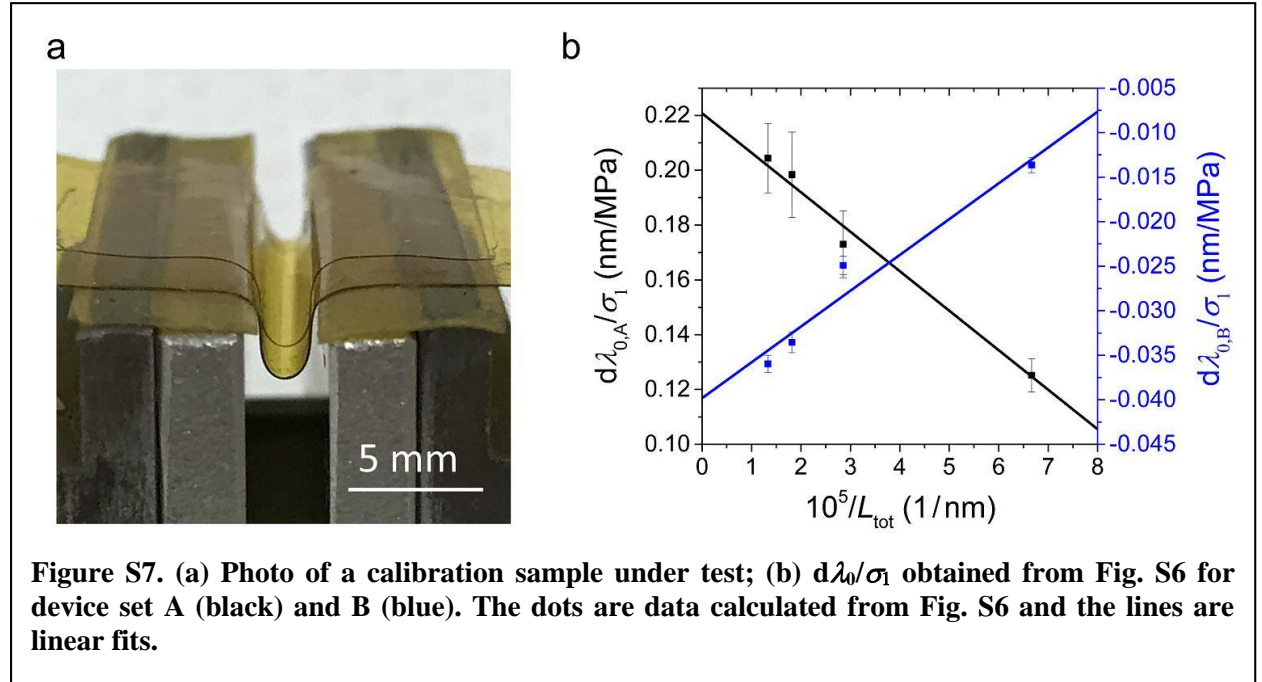 a
5 mm
b
dλ₀,A/σ₁ (nm/MPa)
0.22
0.20
0.18
0.16
0.14
0.12
0.10
0 1 2 3 4 5 6 7 8
10⁵/Lₜₒₜ (1/nm)
-0.005
-0.010
-0.015
-0.020
-0.025
-0.030
-0.035
-0.040
-0.045
dλ₀,B/σ₁ (nm/MPa)
Figure S7. (a) Photo of a calibration sample under test; (b) dλ₀/σ₁ obtained from Fig. S6 for
device set A (black) and B (blue). The dots are data calculated from Fig. S6 and the lines are
linear fits.